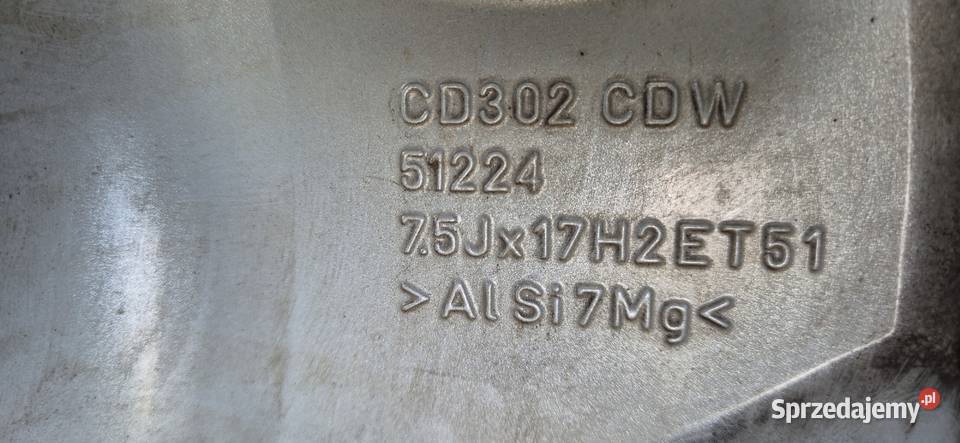 CD302 CDW
51224
7.5Jx17H2ET51
>AlSi7Mg<
Sprzedajemy.pl